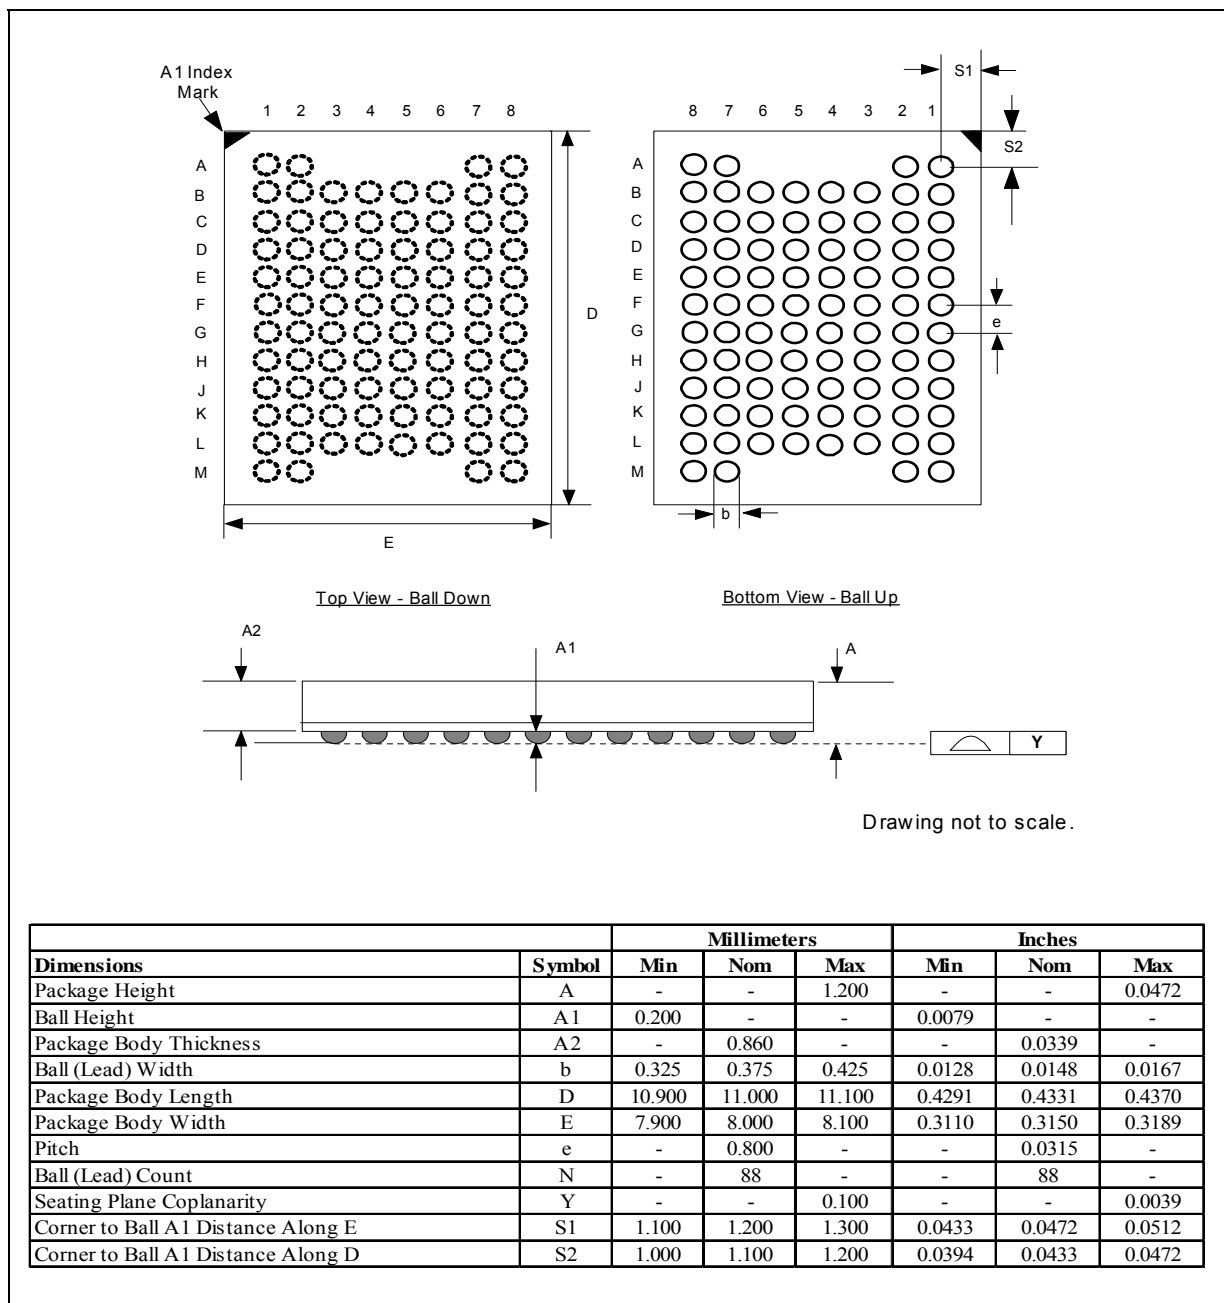 A1 Index
Mark
S1
1 2 3 4 5 6 7 8
8 7 6 5 4 3 2 1
S2
A
B
C
D
E
F
G
H
J
K
L
M
D
E
A
B
C
D
E
F
G
H
J
K
L
M
e
b
Top View - Ball Down
Bottom View - Ball Up
A2
A1
A
Y
Drawing not to scale.
Millimeters Inches
Dimensions Symbol Min Nom Max Min Nom Max
Package Height A - - 1.200 - - 0.0472
Ball Height A1 0.200 - - 0.0079 - -
Package Body Thickness A2 - 0.860 - - 0.0339 -
Ball (Lead) Width b 0.325 0.375 0.425 0.0128 0.0148 0.0167
Package Body Length D 10.900 11.000 11.100 0.4291 0.4331 0.4370
Package Body Width E 7.900 8.000 8.100 0.3110 0.3150 0.3189
Pitch e - 0.800 - - 0.0315 -
Ball (Lead) Count N - 88 - - 88 -
Seating Plane Coplanarity Y - - 0.100 - - 0.0039
Corner to Ball A1 Distance Along E S1 1.100 1.200 1.300 0.0433 0.0472 0.0512
Corner to Ball A1 Distance Along D S2 1.000 1.100 1.200 0.0394 0.0433 0.0472